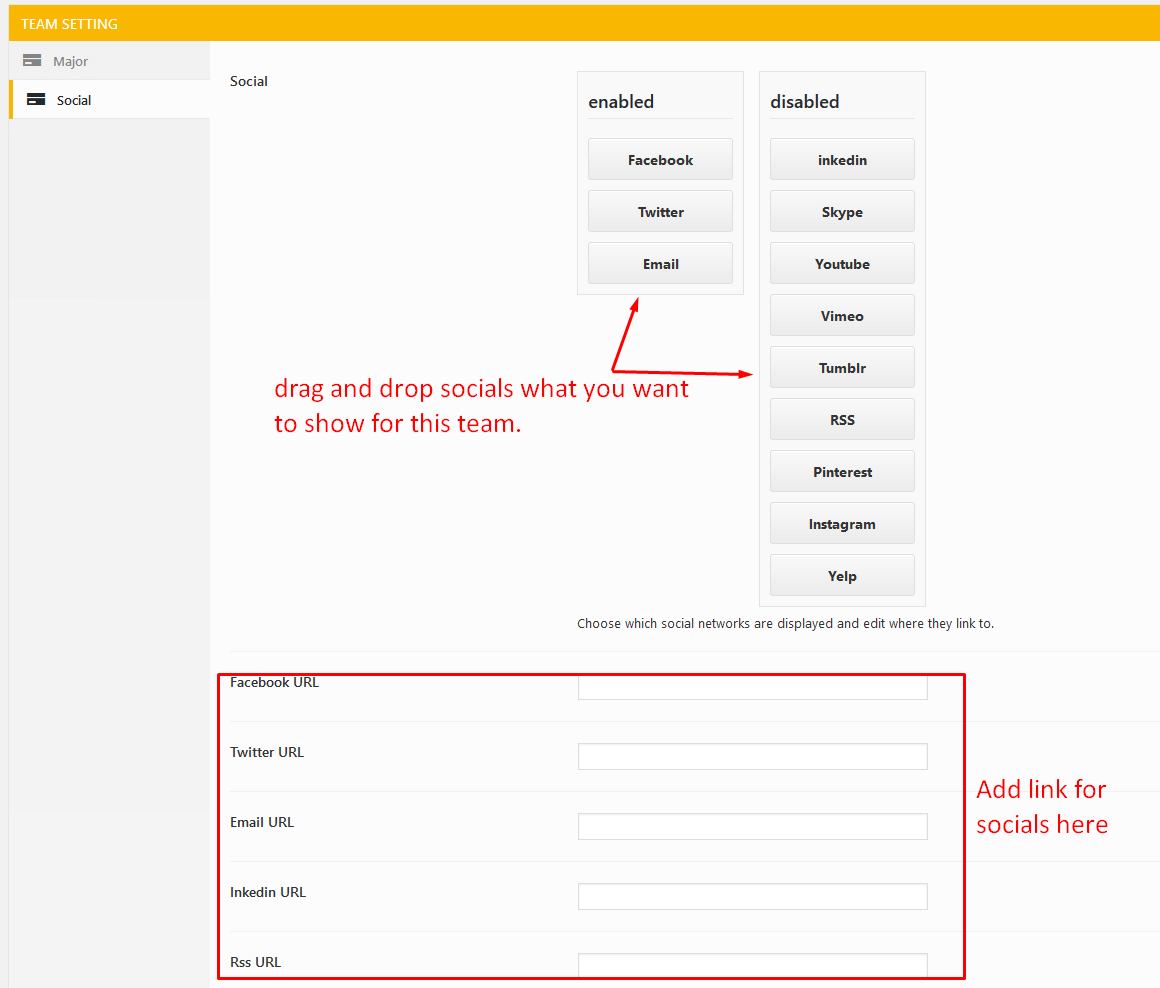 TEAM SETTING
Major
Social
Social
enabled
Facebook
Twitter
Email
disabled
inkedin
Skype
Youtube
Vimeo
Tumblr
RSS
Pinterest
Instagram
Yelp
drag and drop socials what you want
to show for this team.
Choose which social networks are displayed and edit where they link to.
Facebook URL
Twitter URL
Email URL
Inkedin URL
Rss URL
Add link for
socials here